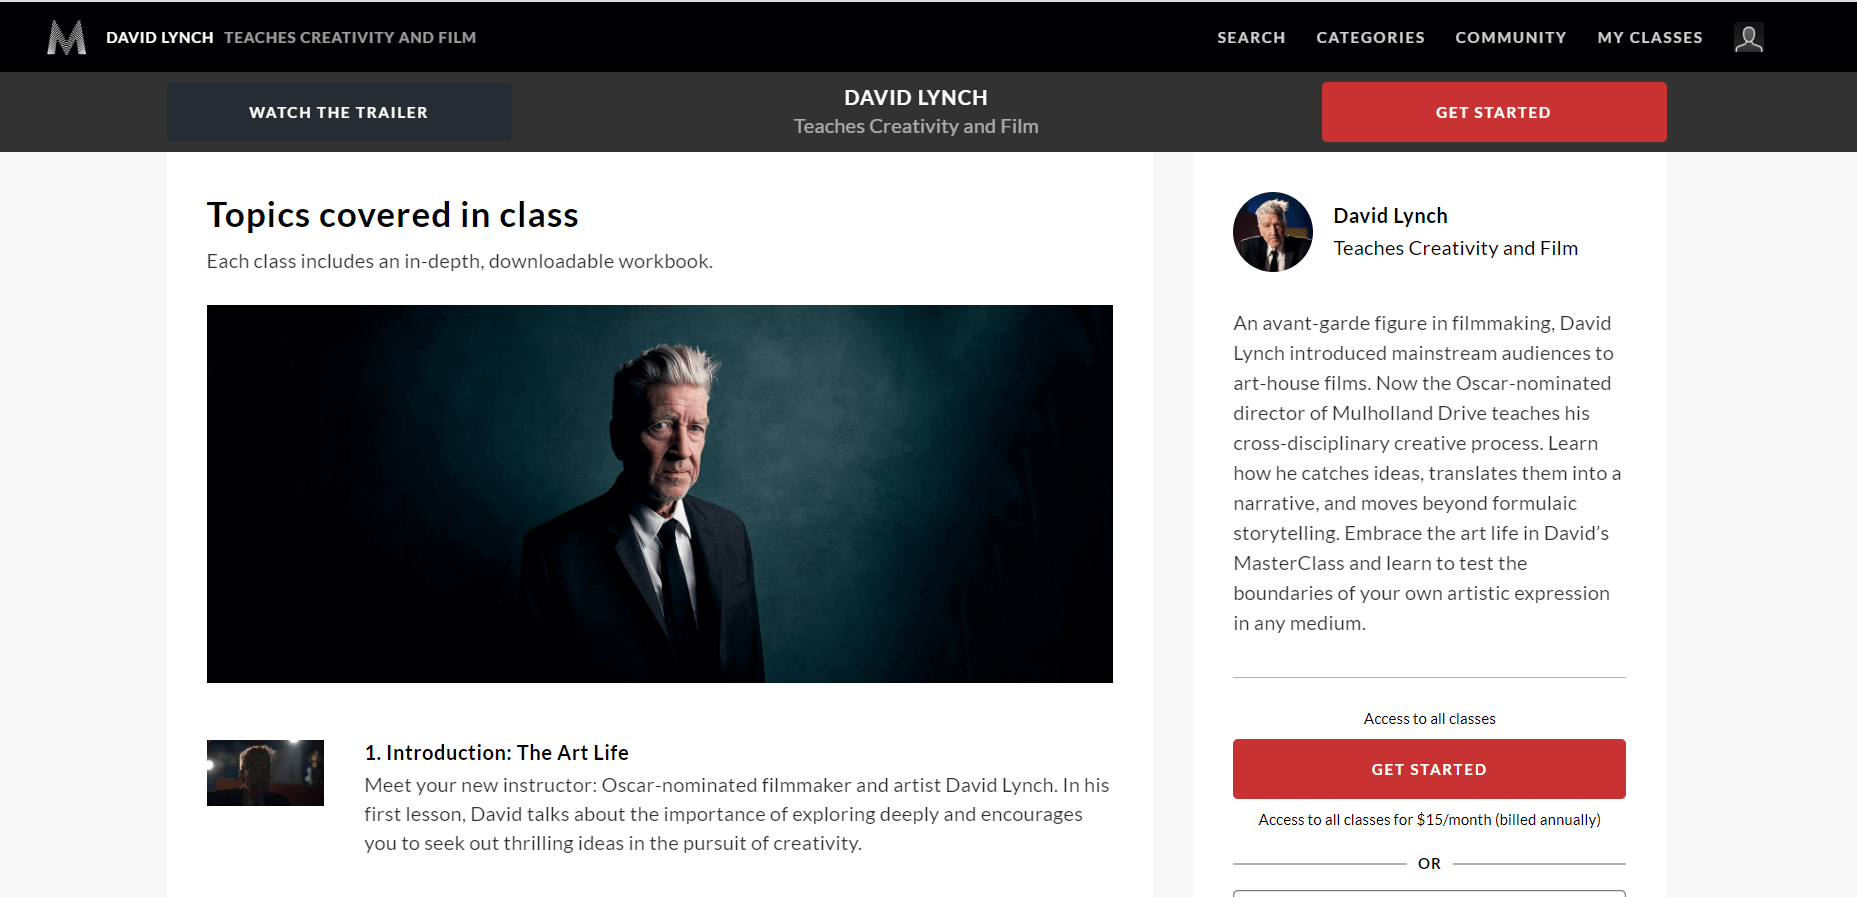 DAVID LYNCH TEACHES CREATIVITY AND FILM
SEARCH CATEGORIES COMMUNITY MY CLASSES
WATCH THE TRAILER
DAVID LYNCH
Teaches Creativity and Film
GET STARTED
Topics covered in class
Each class includes an in-depth, downloadable workbook.
1. Introduction: The Art Life
Meet your new instructor: Oscar-nominated filmmaker and artist David Lynch. In his
first lesson, David talks about the importance of exploring deeply and encourages
you to seek out thrilling ideas in the pursuit of creativity.
David Lynch
Teaches Creativity and Film
An avant-garde figure in filmmaking, David
Lynch introduced mainstream audiences to
art-house films. Now the Oscar-nominated
director of Mulholland Drive teaches his
cross-disciplinary creative process. Learn
how he catches ideas, translates them into a
narrative, and moves beyond formulaic
storytelling. Embrace the art life in David’s
MasterClass and learn to test the
boundaries of your own artistic expression
in any medium.
Access to all classes
GET STARTED
Access to all classes for $15/month (billed annually)
OR